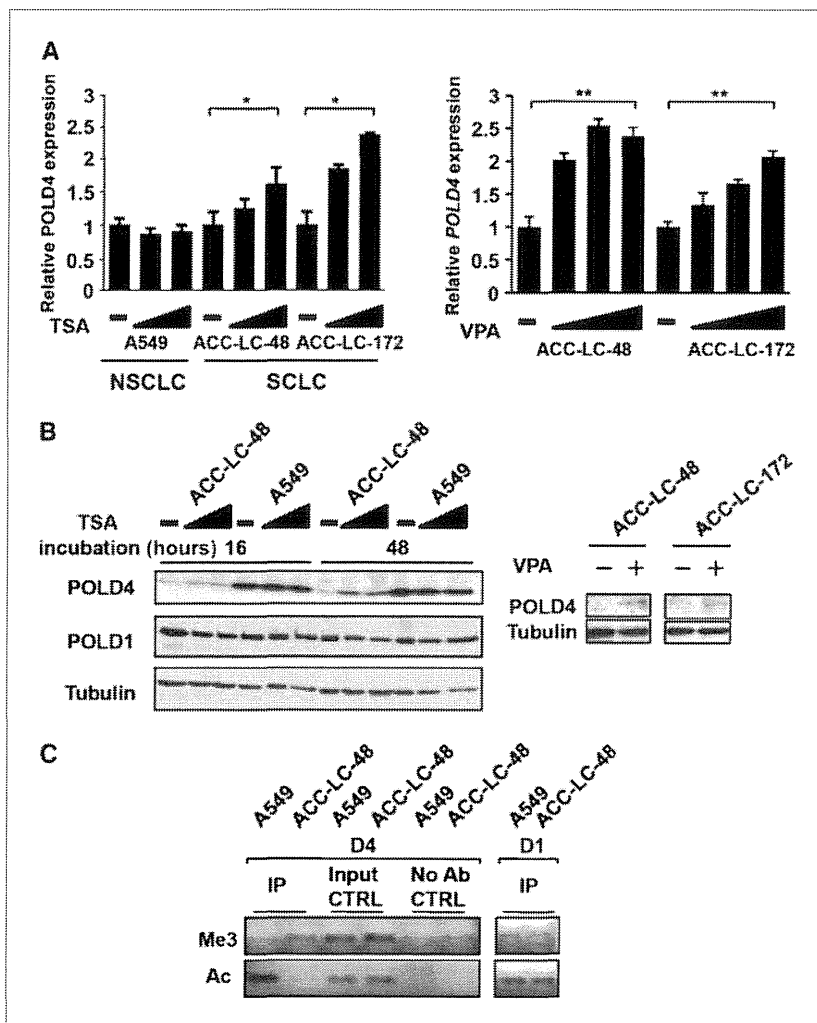 A
Relative POLD4 expression
3
2.5
2
1.5
1
0.5
0
* *
TSA
A549 ACC-LC-48 ACC-LC-172
NSCLC SCLC
Relative POLD4 expression
3
2.5
2
1.5
1
0.5
0
** **
VPA
ACC-LC-48 ACC-LC-172
B
ACC-LC-48 A549 ACC-LC-48 A549
TSA
incubation (hours) 16 48
POLD4
POLD1
Tubulin
ACC-LC-48 ACC-LC-172
VPA - + - +
POLD4
Tubulin
C
A549 ACC-LC-48 A549 ACC-LC-48 A549 ACC-LC-48 A549 ACC-LC-48
D4 D1
IP Input CTRL No Ab CTRL IP
Me3
Ac